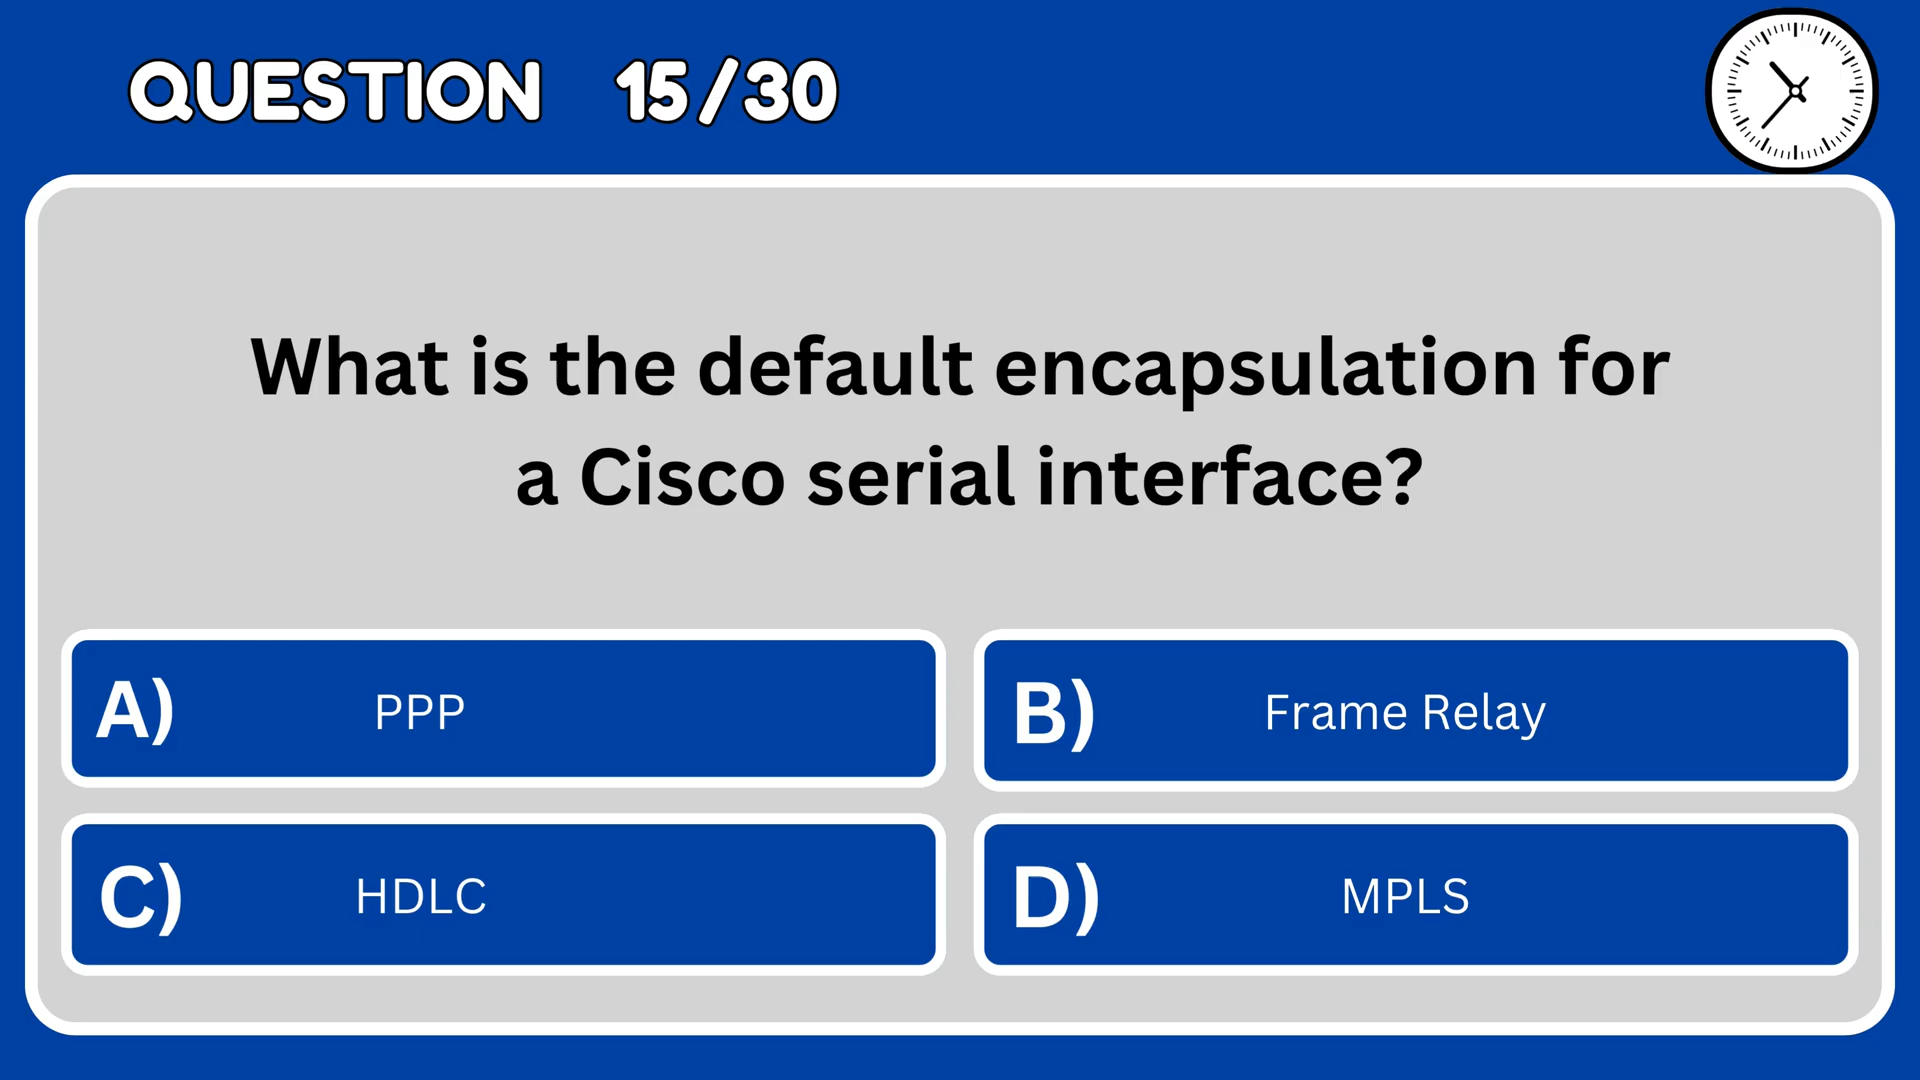 QUESTION 15/30
What is the default encapsulation for
a Cisco serial interface?
A) PPP
B) Frame Relay
C) HDLC
D) MPLS